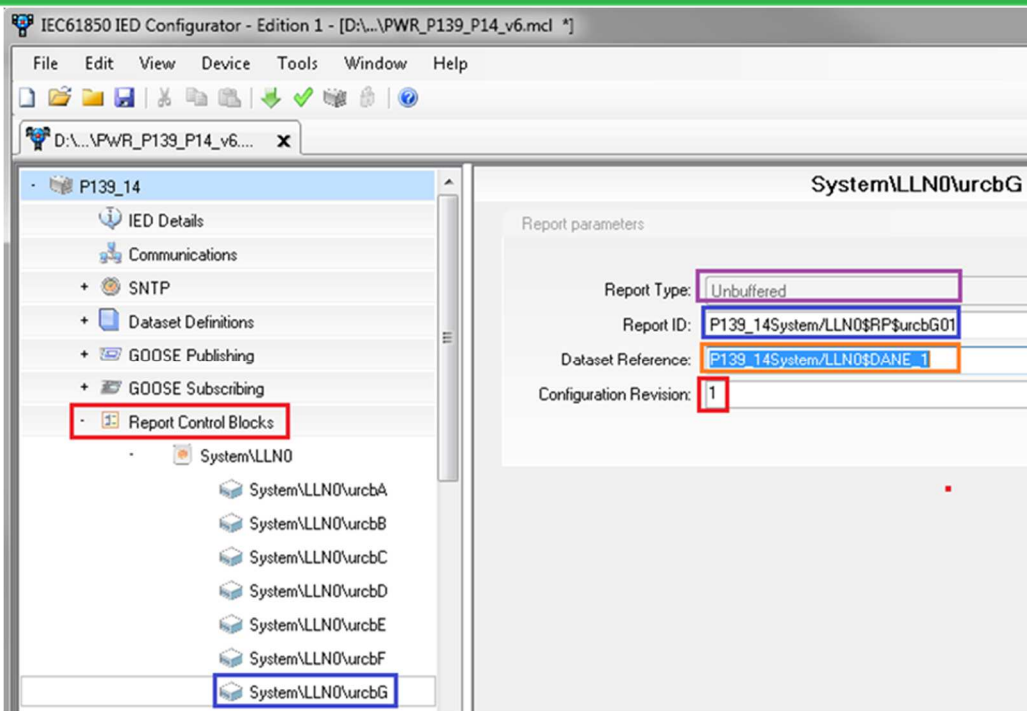 IEC61850 IED Configurator - Edition 1 - [D:\...\PWR_P139_P14_v6.mcl *]
File Edit View Device Tools Window Help
D:\...\PWR_P139_P14_v6.... x
P139_14
IED Details
Communications
+ SNTP
+ Dataset Definitions
+ GOOSE Publishing
+ GOOSE Subscribing
- Report Control Blocks
- System\LLN0
System\LLN0\urcbA
System\LLN0\urcbB
System\LLN0\urcbC
System\LLN0\urcbD
System\LLN0\urcbE
System\LLN0\urcbF
System\LLN0\urcbG
System\LLN0\urcbG
Report parameters
Report Type: Unbuffered
Report ID: P139_14System/LLN0$RP$urcbG01
Dataset Reference: P139_14System/LLN0$DANE_1
Configuration Revision: 1